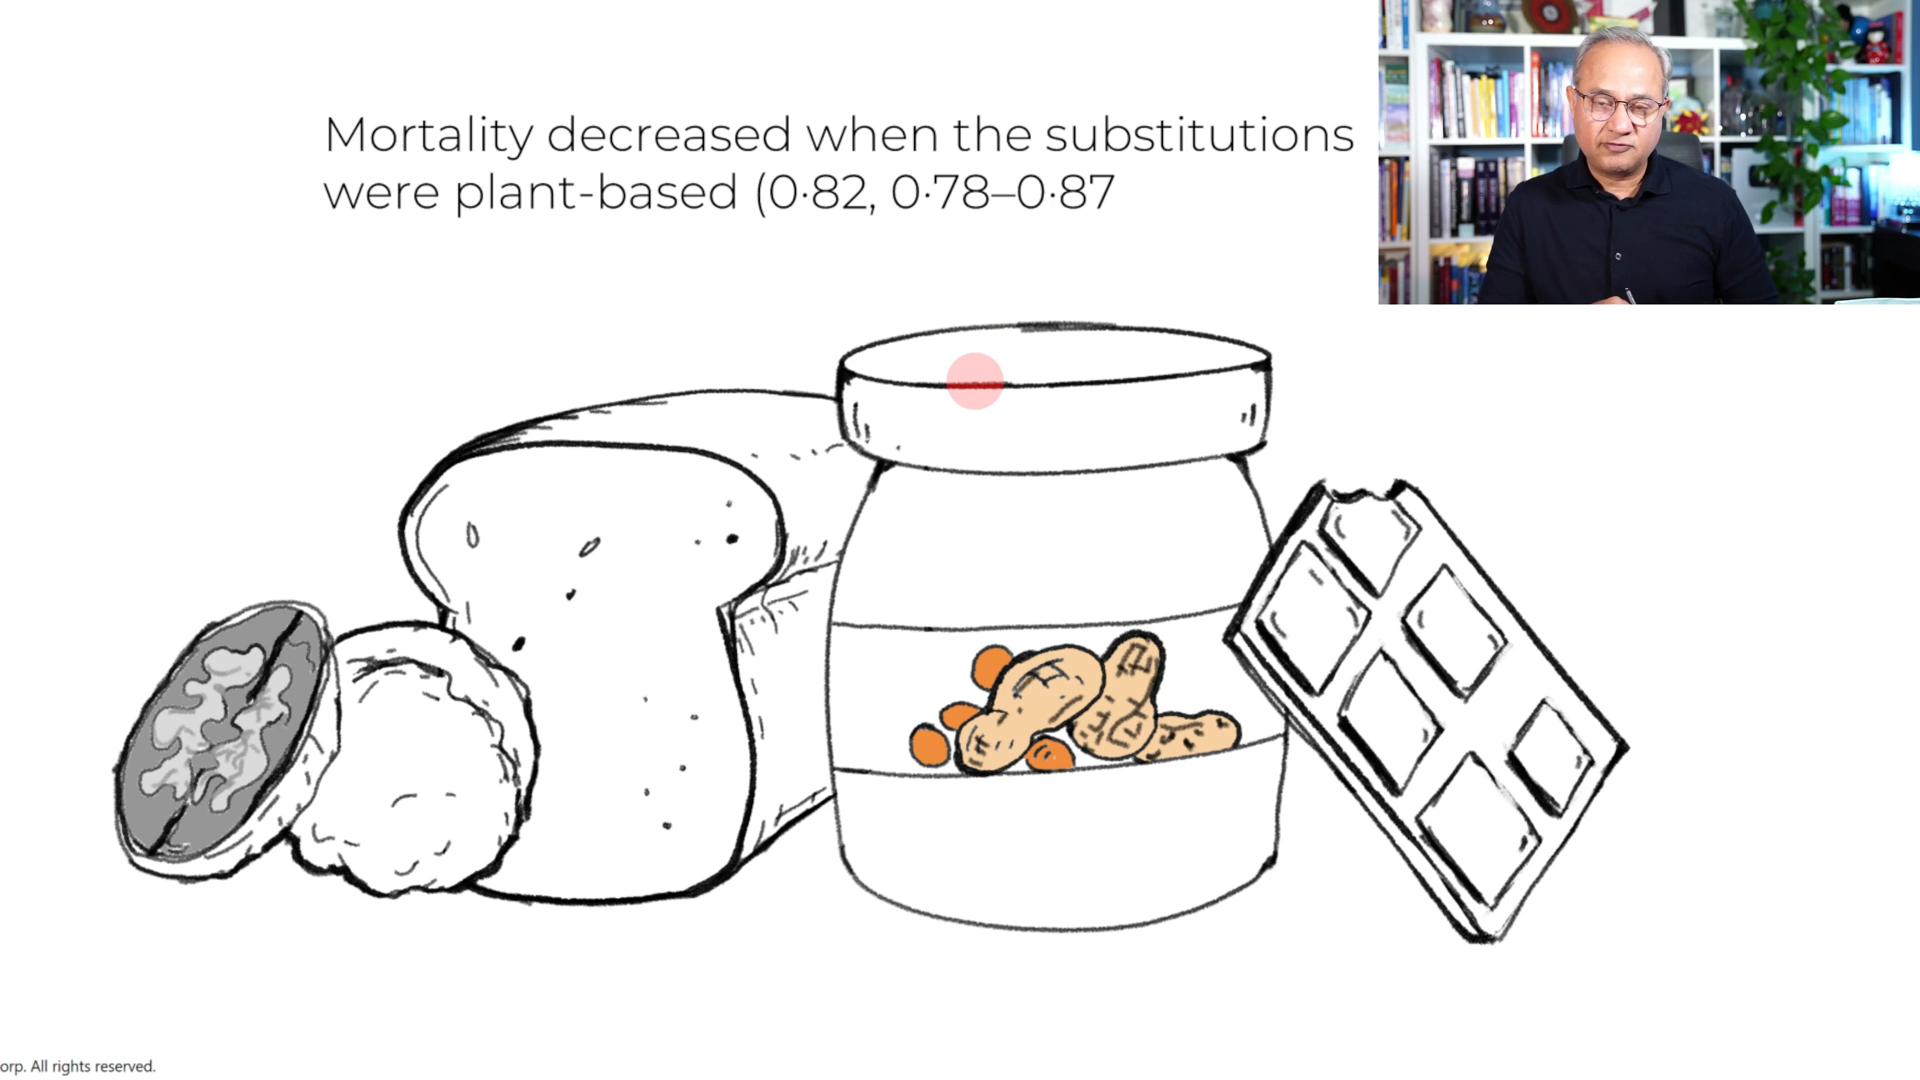 Mortality decreased when the substitutions
were plant-based (0·82, 0·78–0·87
orp. All rights reserved.